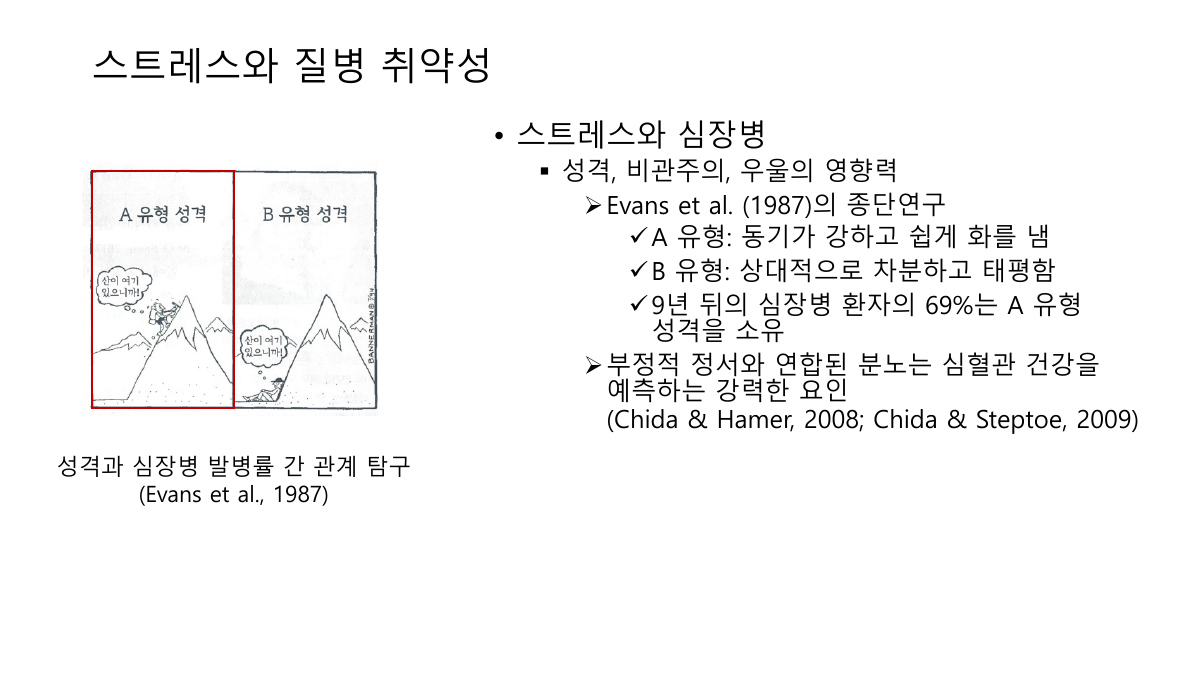 스트레스와 질병 취약성
• 스트레스와 심장병
▪ 성격, 비관주의, 우울의 영향력
➢Evans et al. (1987)의 종단연구
✓A 유형: 동기가 강하고 쉽게 화를 냄
✓B 유형: 상대적으로 차분하고 태평함
✓9년 뒤의 심장병 환자의 69%는 A 유형
성격을 소유
➢부정적 정서와 연합된 분노는 심혈관 건강을
예측하는 강력한 요인
(Chida & Hamer, 2008; Chida & Steptoe, 2009)
A 유형 성격
산이 여기
있으니까!
B 유형 성격
산이 여기
있으니까!
BANNERMAN©
성격과 심장병 발병률 간 관계 탐구
(Evans et al., 1987)